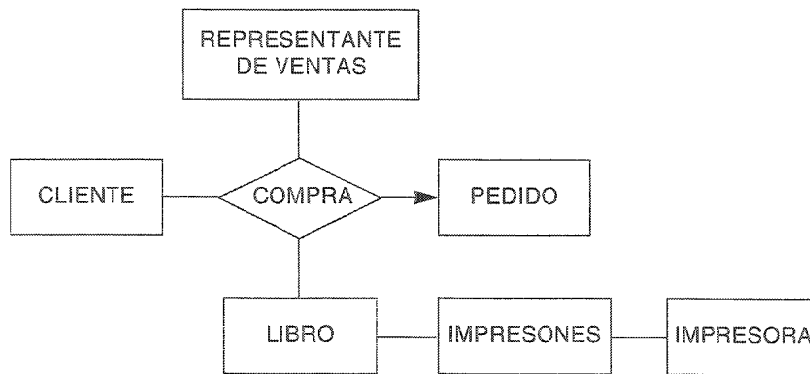 REPRESENTANTE
DE VENTAS
CLIENTE
COMPRA
PEDIDO
LIBRO
IMPRESONES
IMPRESORA